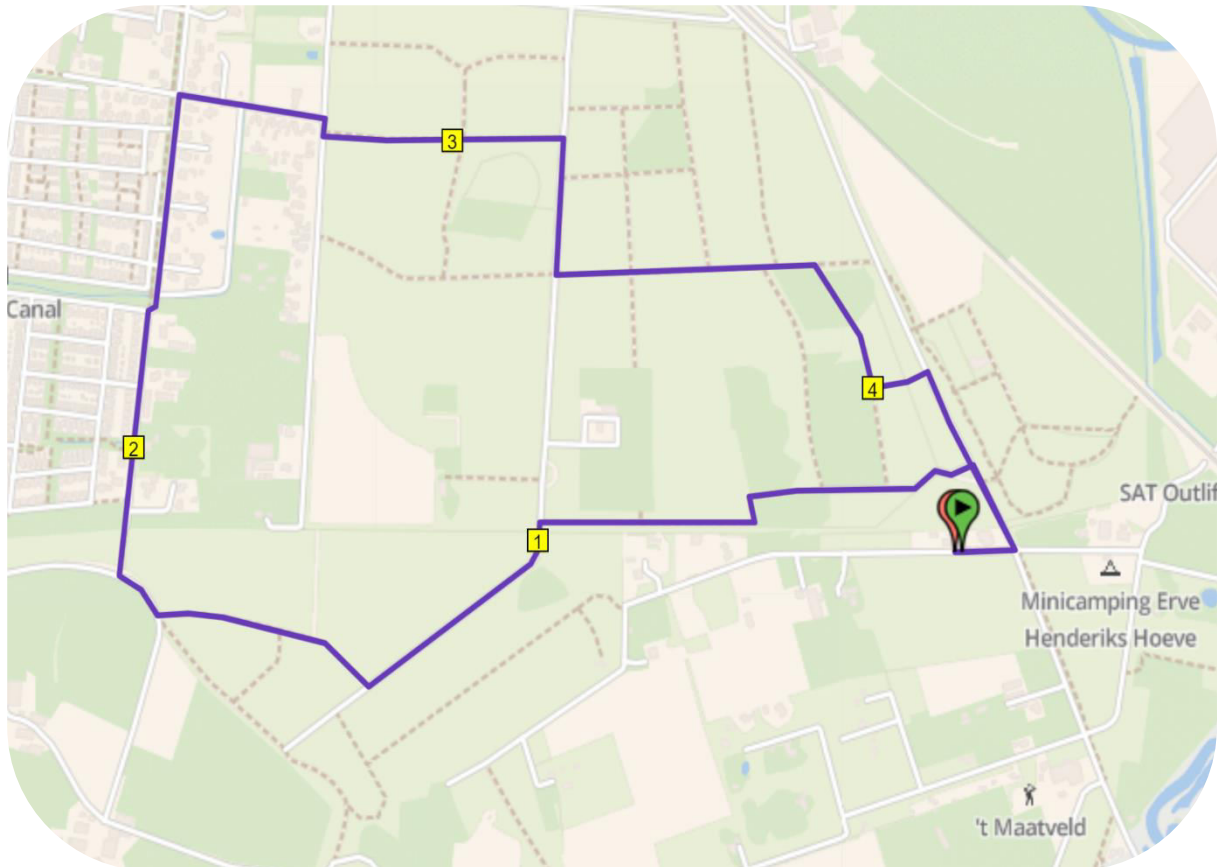 3
Canal
4
2
SAT Outlif
1
Minicamping Erve
Henderiks Hoeve
't Maatveld